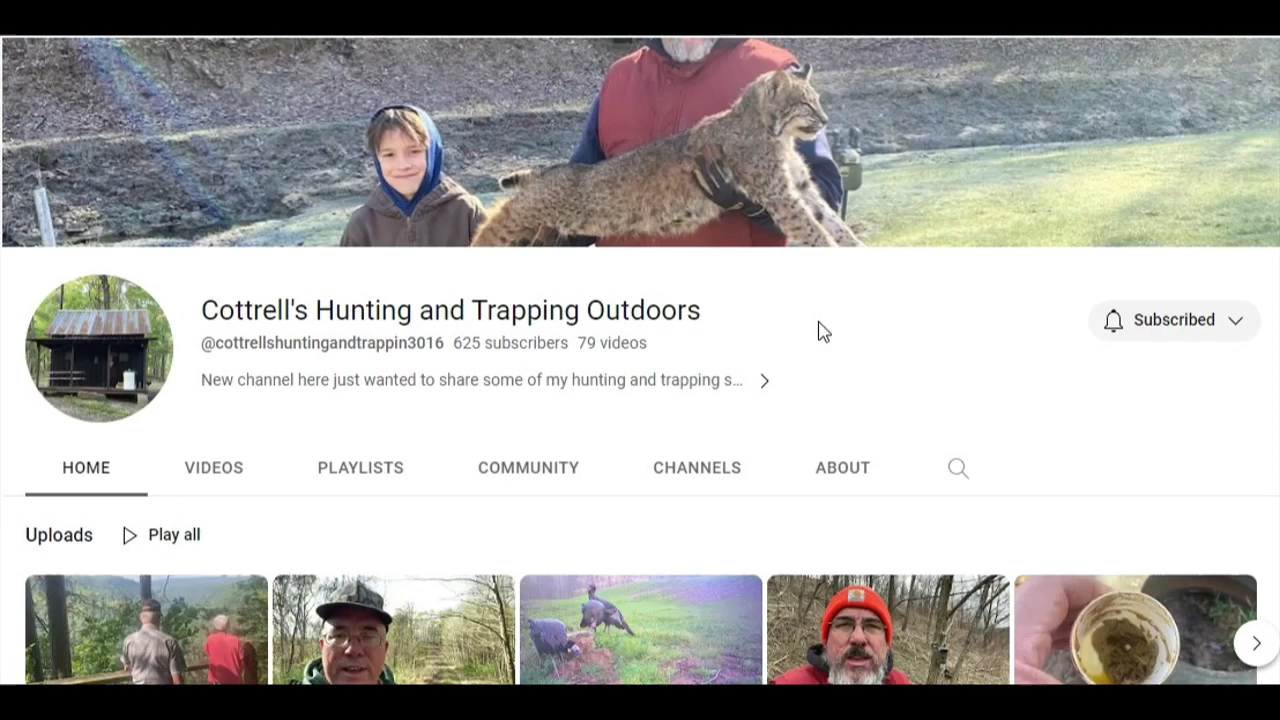 Cottrell's Hunting and Trapping Outdoors
Subscribed
@cottrellshuntingandtrappin3016 625 subscribers 79 videos
New channel here just wanted to share some of my hunting and trapping s...
HOME VIDEOS PLAYLISTS COMMUNITY CHANNELS ABOUT
Uploads Play all